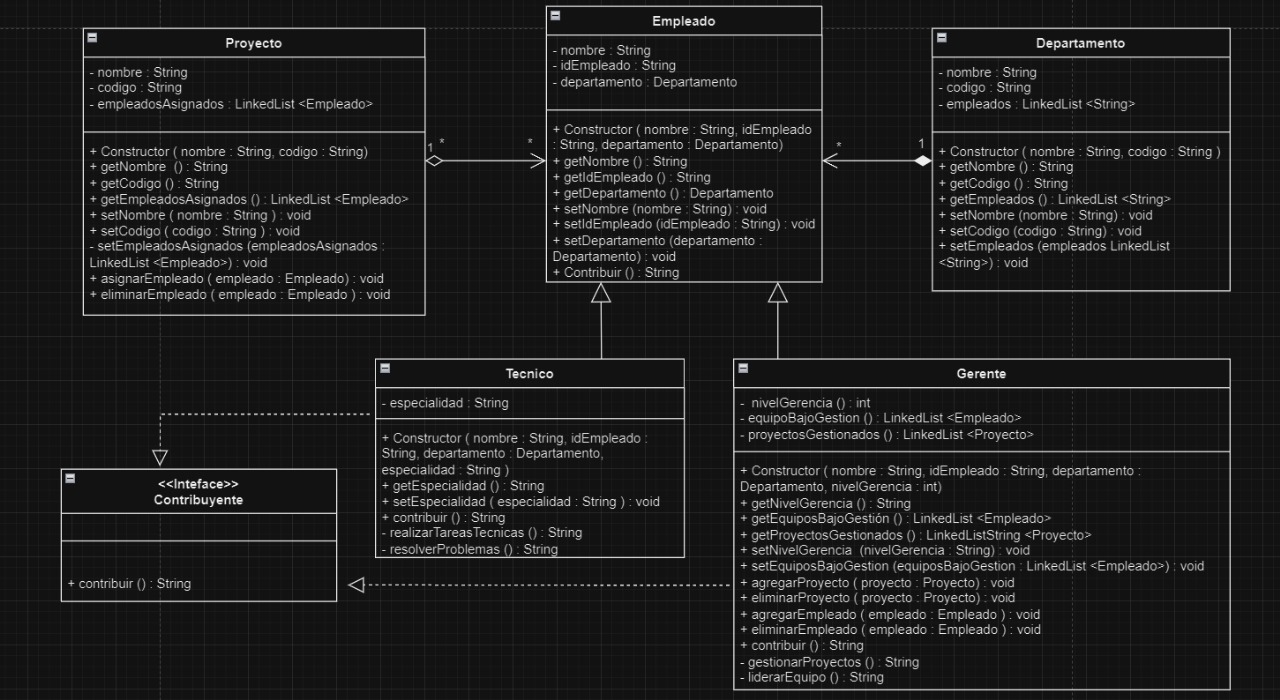 Proyecto
- nombre : String
- codigo : String
- empleadosAsignados : LinkedList <Empleado>
+ Constructor ( nombre : String, codigo : String)
+ getNombre () : String
+ getCodigo () : String
+ getEmpleadosAsignados () : LinkedList <Empleado>
+ setNombre ( nombre : String ) : void
+ setCodigo ( codigo : String ) : void
- setEmpleadosAsignados (empleadosAsignados :
LinkedList <Empleado>) : void
+ asignarEmpleado ( empleado : Empleado) : void
+ eliminarEmpleado ( empleado : Empleado ) : void
1 *
*
Empleado
- nombre : String
- idEmpleado : String
- departamento : Departamento
+ Constructor ( nombre : String, idEmpleado
: String, departamento : Departamento)
+ getNombre () : String
+ getIdEmpleado () : String
+ getDepartamento () : Departamento
+ setNombre (nombre : String) : void
+ setIdEmpleado (idEmpleado : String) : void
+ setDepartamento (departamento :
Departamento) : void
+ Contribuir () : String
*
1
Departamento
- nombre : String
- codigo : String
- empleados : LinkedList <String>
+ Constructor ( nombre : String, codigo : String )
+ getNombre () : String
+ getCodigo () : String
+ getEmpleados () : LinkedList <String>
+ setNombre (nombre : String) : void
+ setCodigo (codigo : String) : void
+ setEmpleados (empleados LinkedList
<String>) : void
Tecnico
- especialidad : String
+ Constructor ( nombre : String, idEmpleado :
String, departamento : Departamento,
especialidad : String )
+ getEspecialidad () : String
+ setEspecialidad ( especialidad : String ) : void
+ contribuir () : String
- realizarTareasTecnicas () : String
- resolverProblemas () : String
Gerente
- nivelGerencia () : int
- equipoBajoGestion () : LinkedList <Empleado>
- proyectosGestionados () : LinkedList <Proyecto>
+ Constructor ( nombre : String, idEmpleado : String, departamento :
Departamento, nivelGerencia : int)
+ getNivelGerencia () : String
+ getEquiposBajoGestión () : LinkedList <Empleado>
+ getProyectosGestionados () : LinkedListString <Proyecto>
+ setNivelGerencia (nivelGerencia : String) : void
+ setEquiposBajoGestion (equiposBajoGestion : LinkedList <Empleado>) : void
+ agregarProyecto ( proyecto : Proyecto) : void
+ eliminarProyecto ( proyecto : Proyecto) : void
+ agregarEmpleado ( empleado : Empleado ) : void
+ eliminarEmpleado ( empleado : Empleado ) : void
+ contribuir () : String
- gestionarProyectos () : String
- liderarEquipo () : String
<<Inteface>>
Contribuyente
+ contribuir () : String